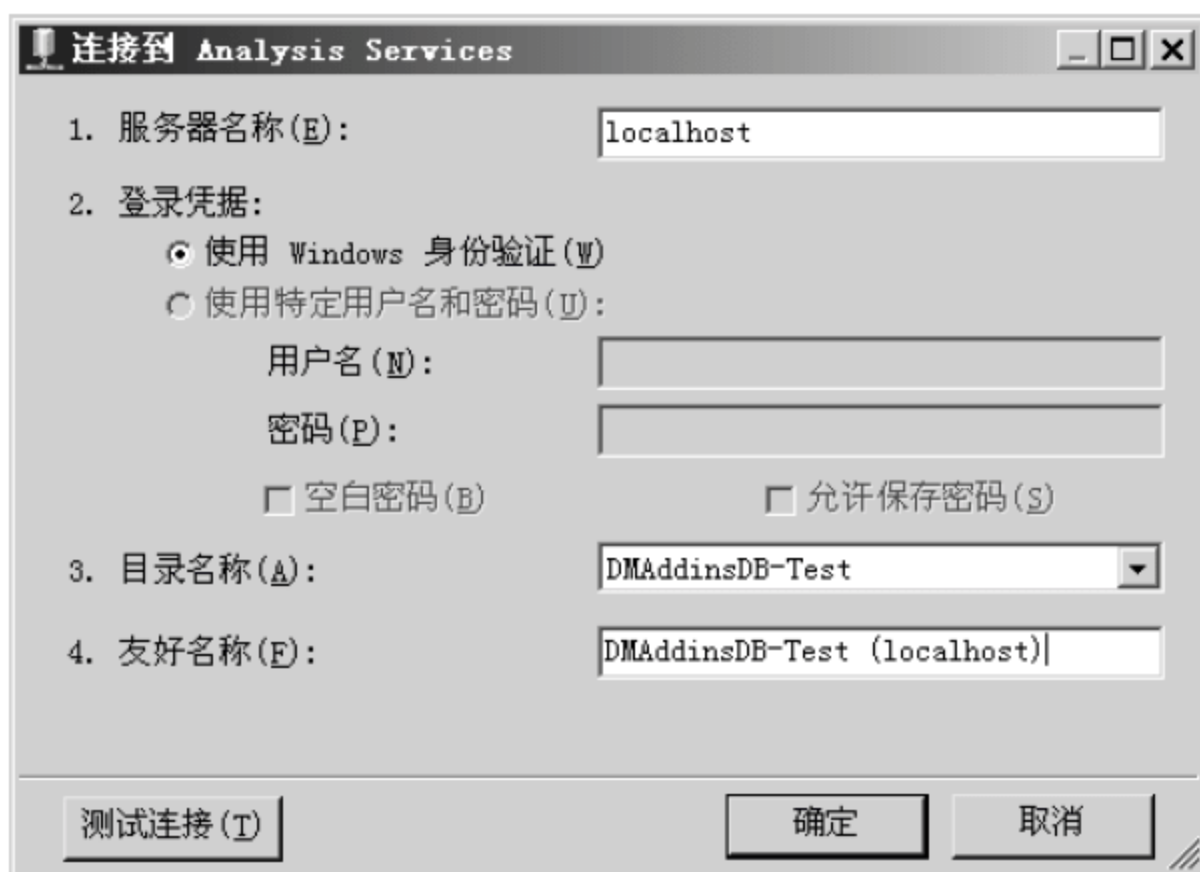 连接到 Analysis Services
1. 服务器名称(E): localhost
2. 登录凭据:
使用 Windows 身份验证(W)
使用特定用户名和密码(U):
用户名(N):
密码(P):
空白密码(B) 允许保存密码(S)
3. 目录名称(A): DMAddinsDB-Test
4. 友好名称(F): DMAddinsDB-Test (localhost)
测试连接(T) 确定 取消